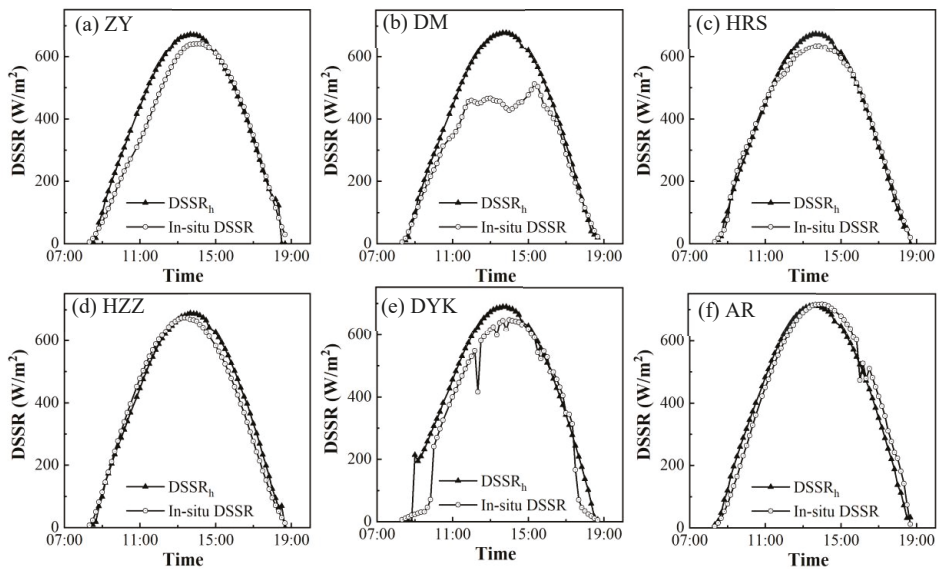 (a) ZY
DSSR (W/m²)
600
400
200
0
DSSRₕ
In-situ DSSR
07:00 11:00 15:00 19:00
Time
(b) DM
DSSR (W/m²)
600
400
200
0
DSSRₕ
In-situ DSSR
07:00 11:00 15:00 19:00
Time
(c) HRS
DSSR (W/m²)
600
400
200
0
DSSRₕ
In-situ DSSR
07:00 11:00 15:00 19:00
Time
(d) HZZ
DSSR (W/m²)
600
400
200
0
DSSRₕ
In-situ DSSR
07:00 11:00 15:00 19:00
Time
(e) DYK
DSSR (W/m²)
600
400
200
0
DSSRₕ
In-situ DSSR
07:00 11:00 15:00 19:00
Time
(f) AR
DSSR (W/m²)
600
400
200
0
DSSRₕ
In-situ DSSR
07:00 11:00 15:00 19:00
Time